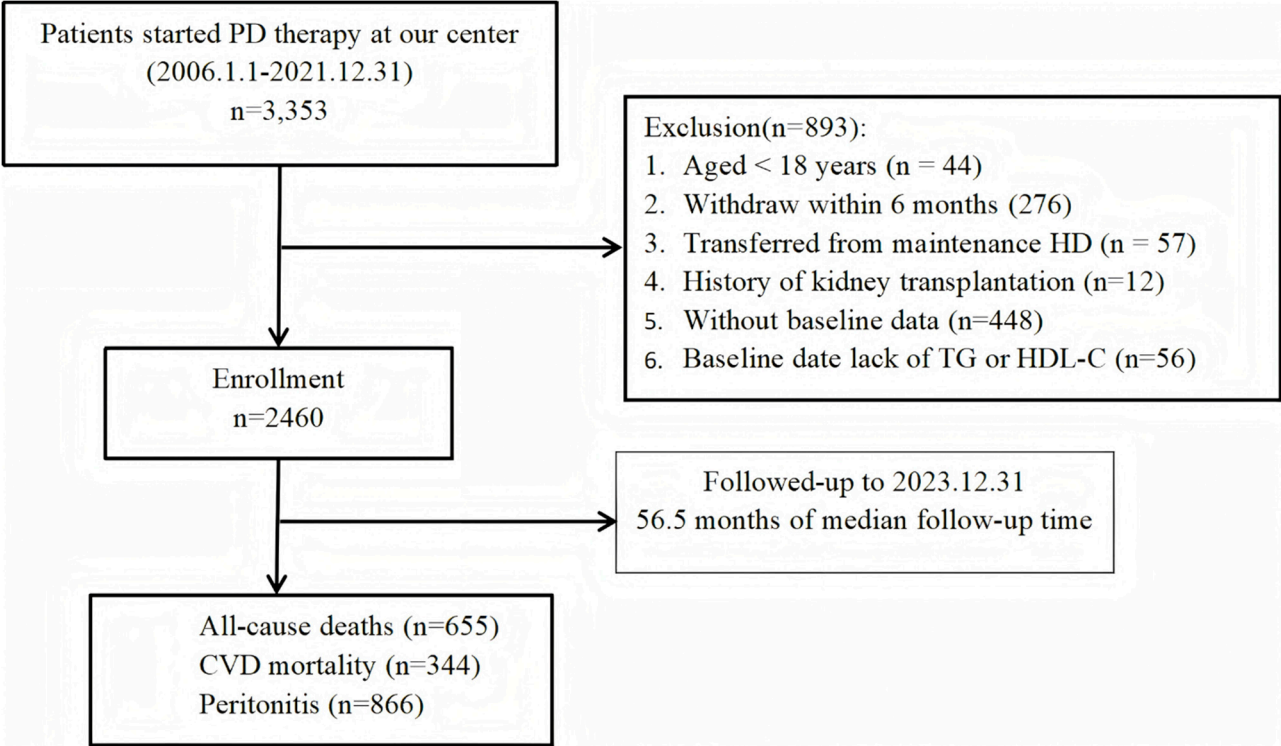 Patients started PD therapy at our center
(2006.1.1-2021.12.31)
n=3,353
Exclusion(n=893):
1. Aged < 18 years (n = 44)
2. Withdraw within 6 months (276)
3. Transferred from maintenance HD (n = 57)
4. History of kidney transplantation (n=12)
5. Without baseline data (n=448)
6. Baseline date lack of TG or HDL-C (n=56)
Enrollment
n=2460
Followed-up to 2023.12.31
56.5 months of median follow-up time
All-cause deaths (n=655)
CVD mortality (n=344)
Peritonitis (n=866)